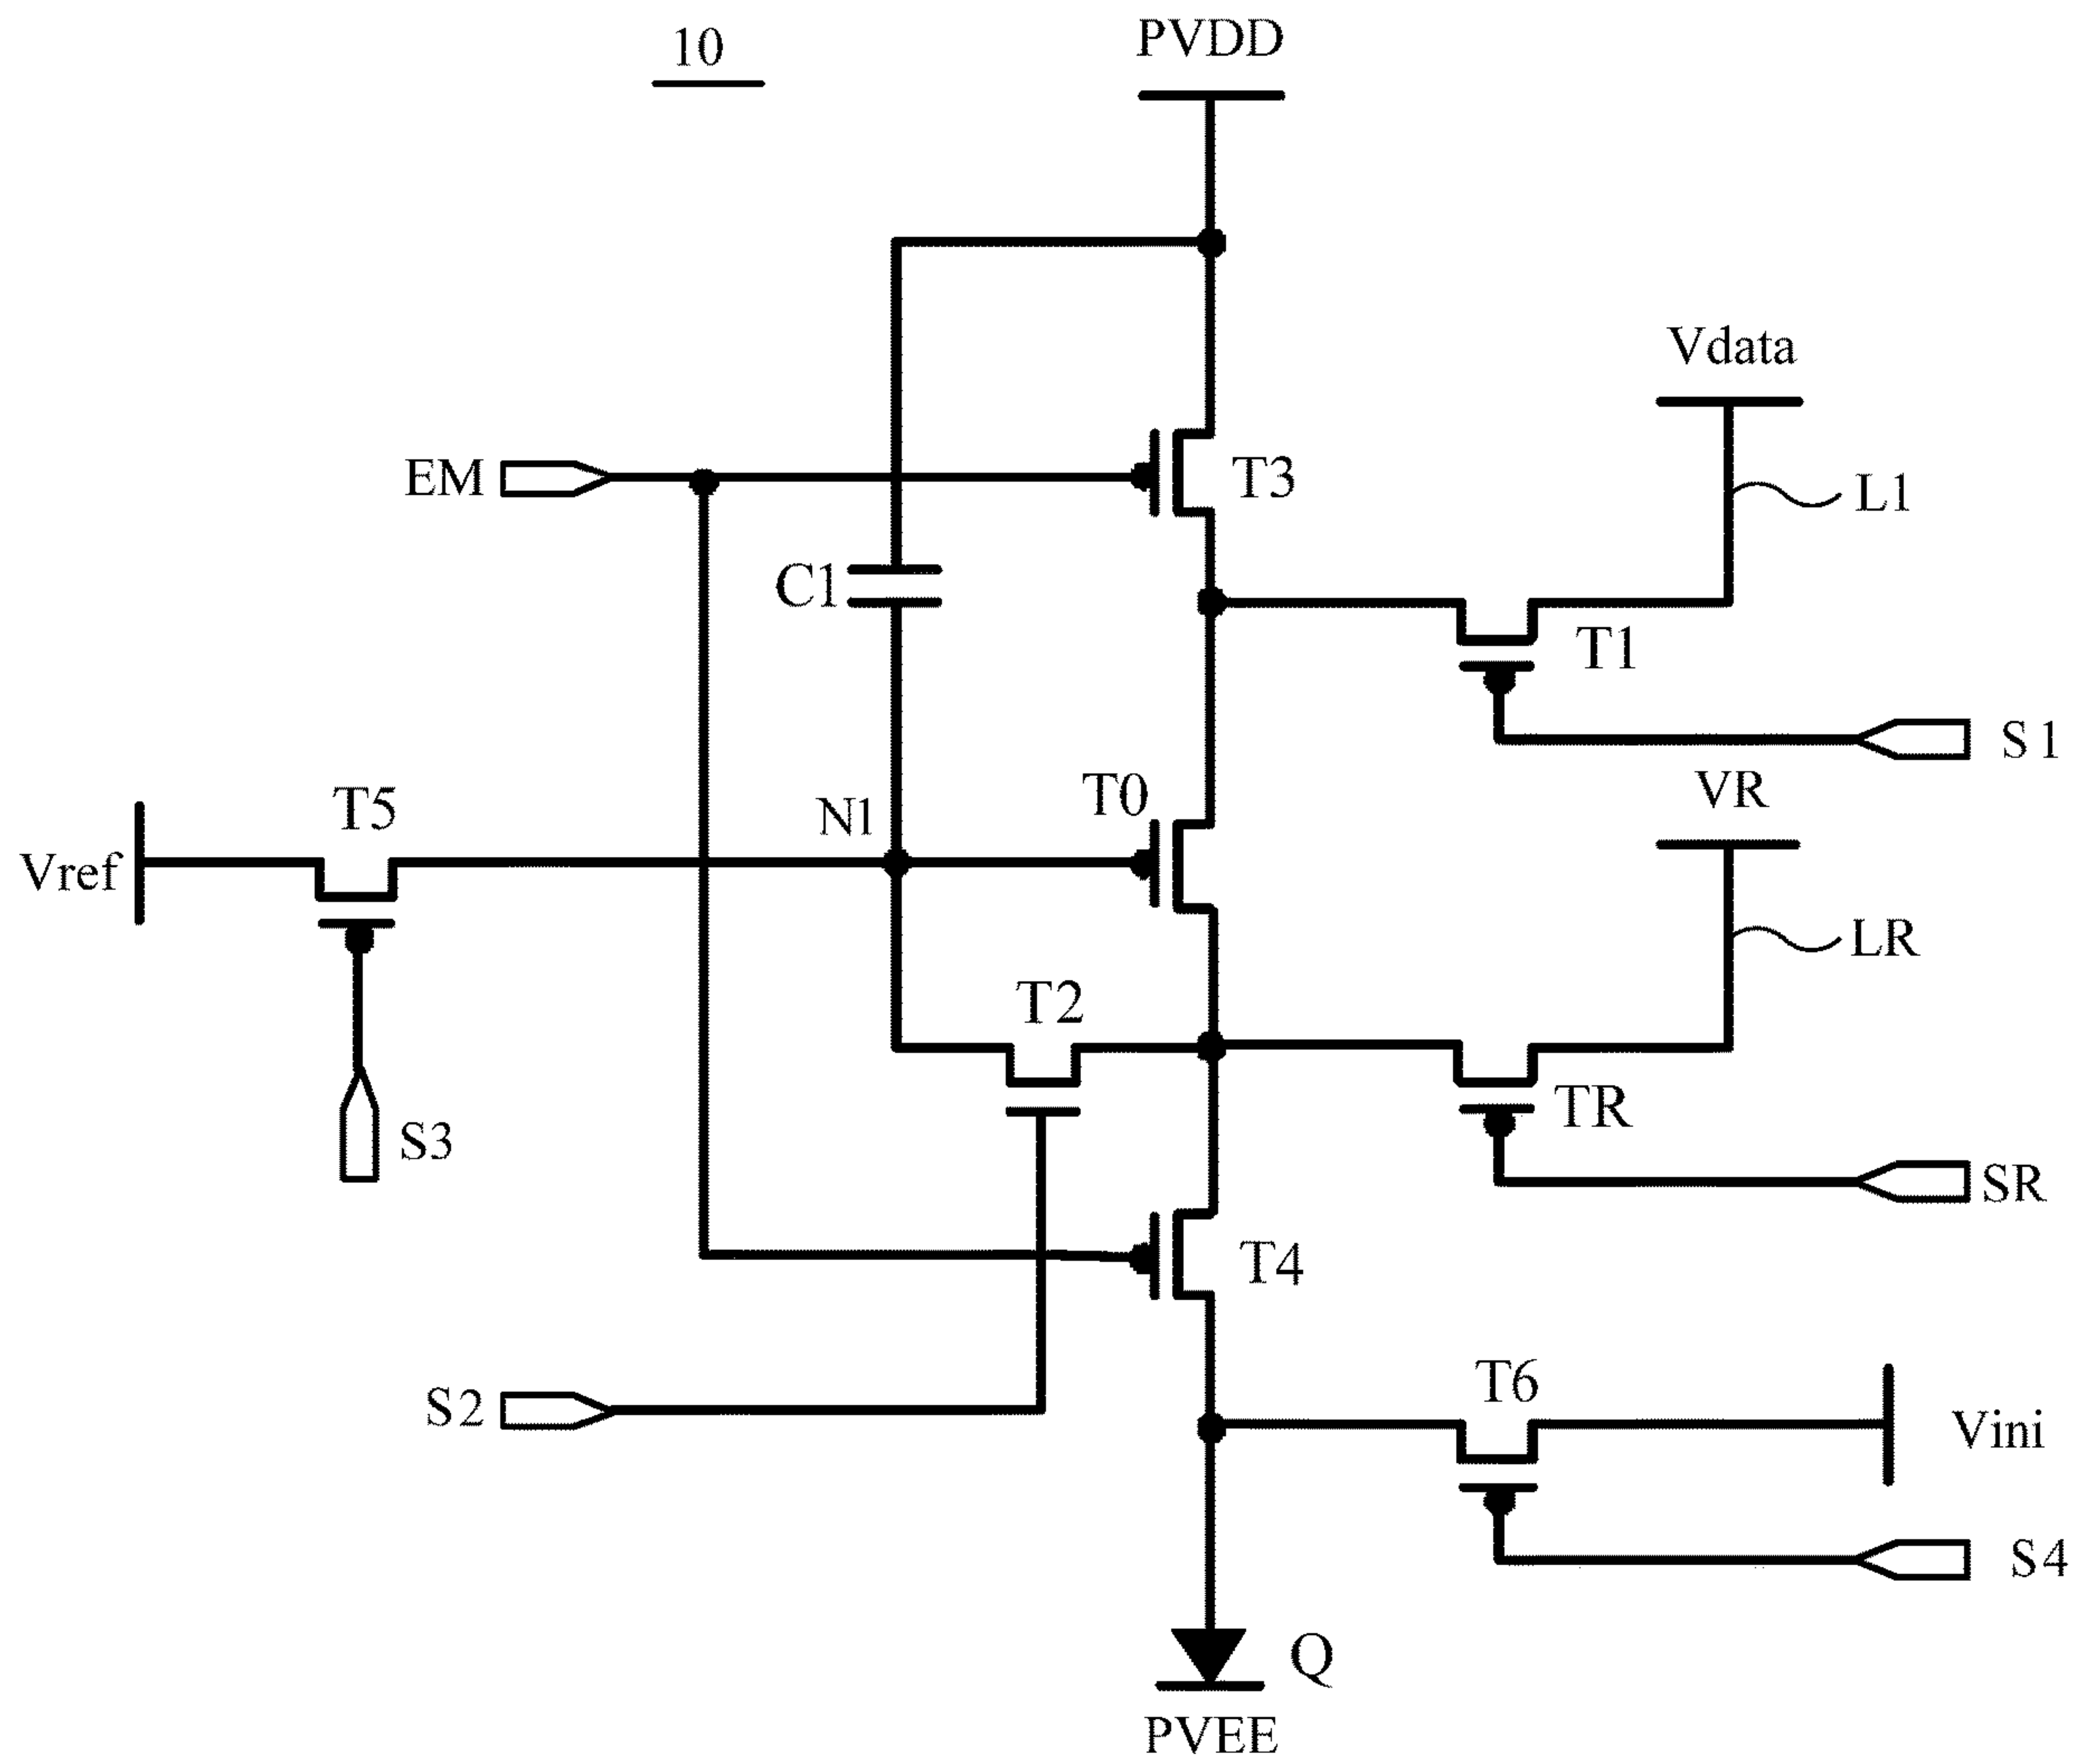 10
PVDD
Vdata
EM
T3
L1
C1
T1
S1
VR
T0
T5
N1
Vref
LR
T2
TR
S3
SR
T4
T6
S2
Vini
S4
Q
PVEE